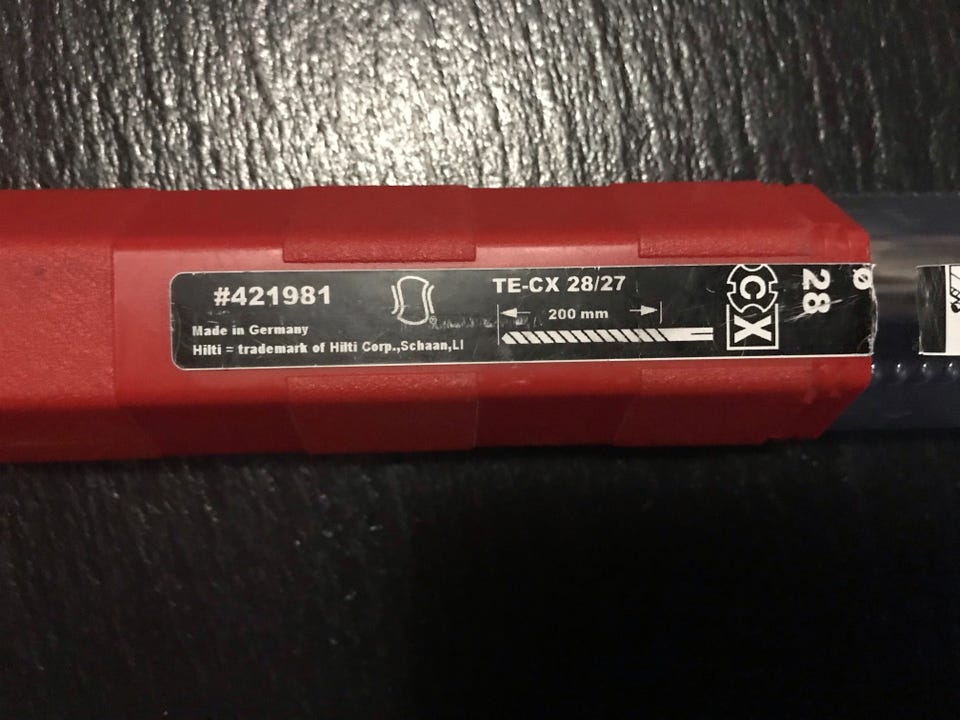 #421981
Made in Germany
Hilti = trademark of Hilti Corp.,Schaan,LI
®
TE-CX 28/27
200 mm
CX
Ø 28